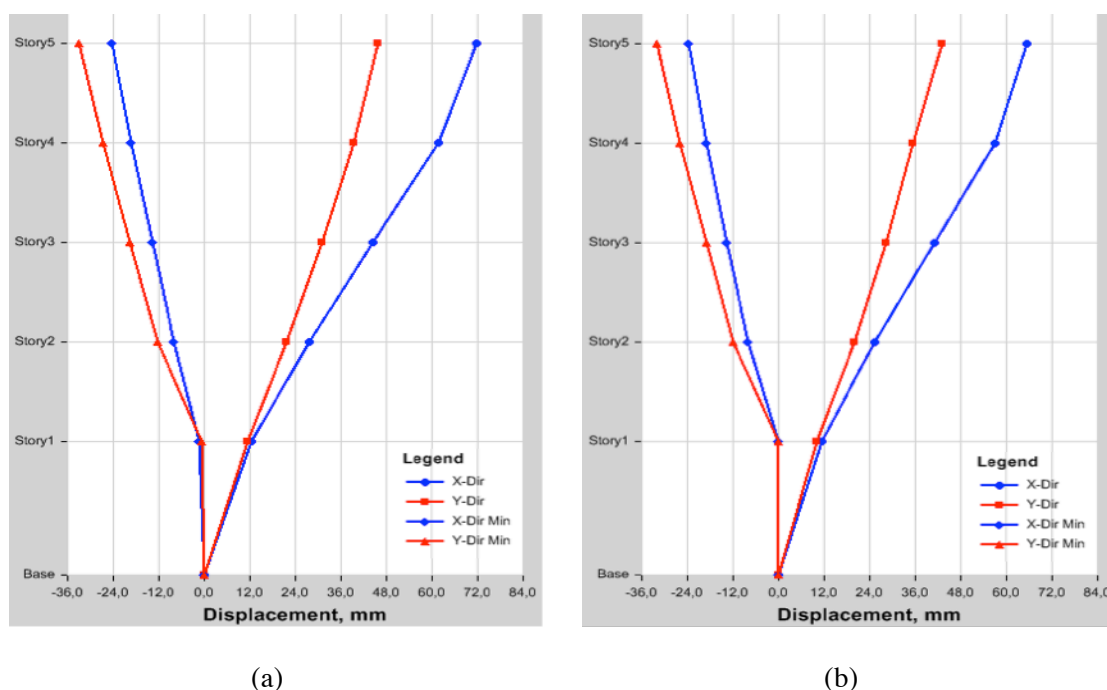 Story5
Story4
Story3
Story2
Story1
Base
-36,0 -24,0 -12,0 0,0 12,0 24,0 36,0 48,0 60,0 72,0 84,0
Displacement, mm
Legend
X-Dir
Y-Dir
X-Dir Min
Y-Dir Min
(a)
Story5
Story4
Story3
Story2
Story1
Base
-36,0 -24,0 -12,0 0,0 12,0 24,0 36,0 48,0 60,0 72,0 84,0
Displacement, mm
Legend
X-Dir
Y-Dir
X-Dir Min
Y-Dir Min
(b)